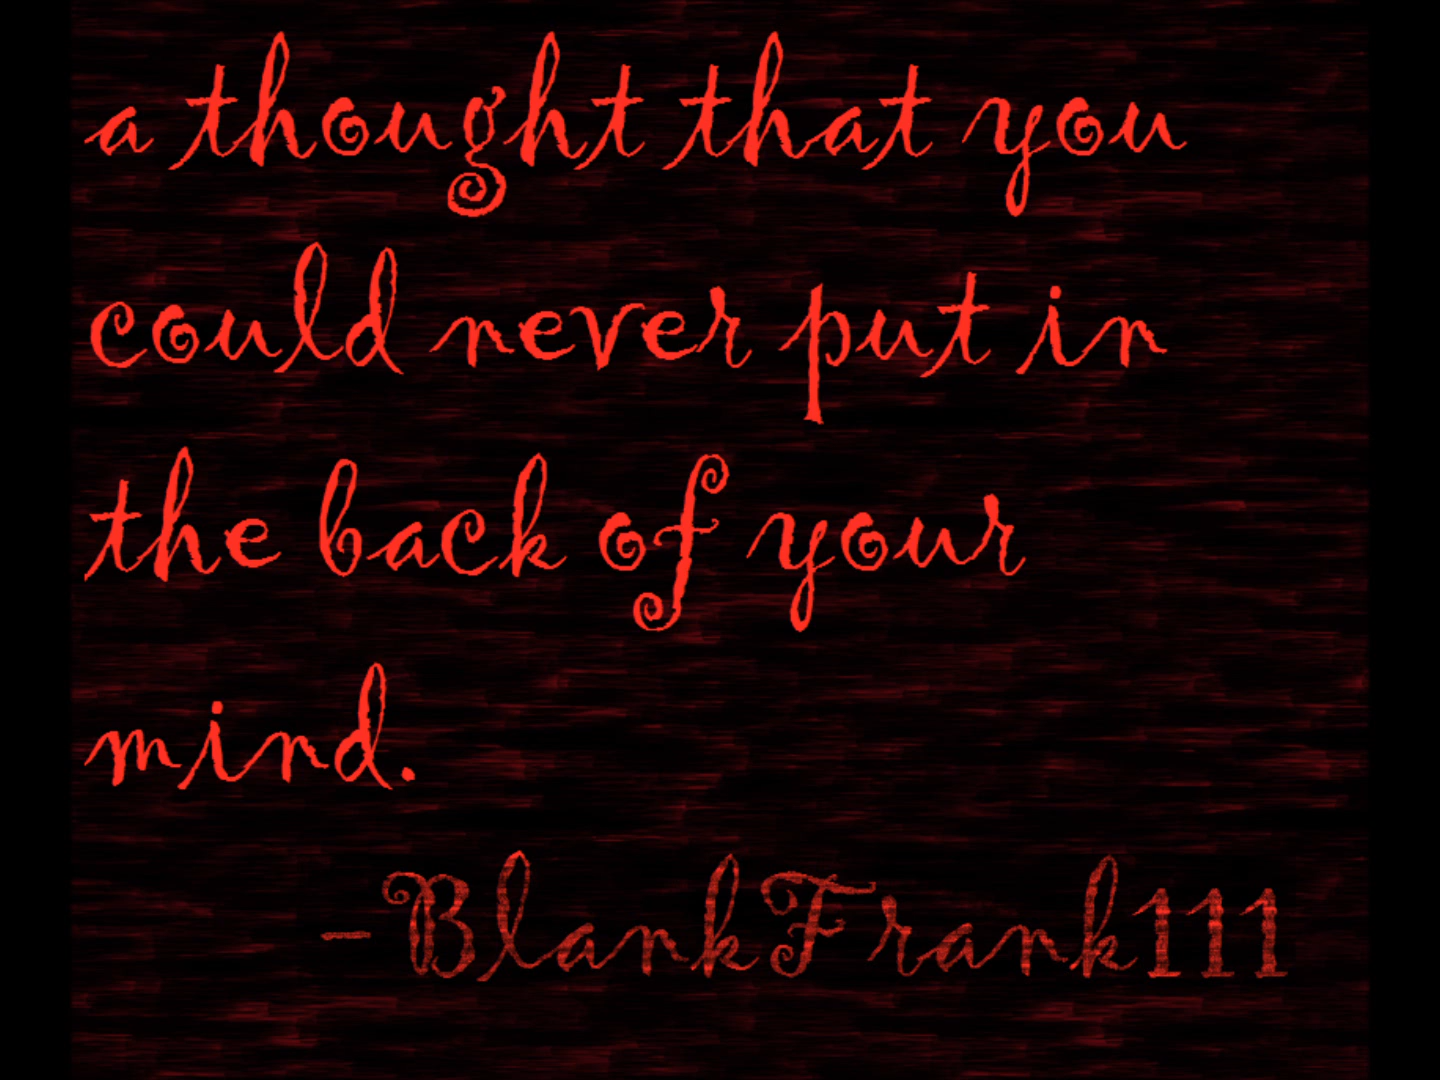 a thought that you
could never put in
the back of your
mind.
-BlankFrank111